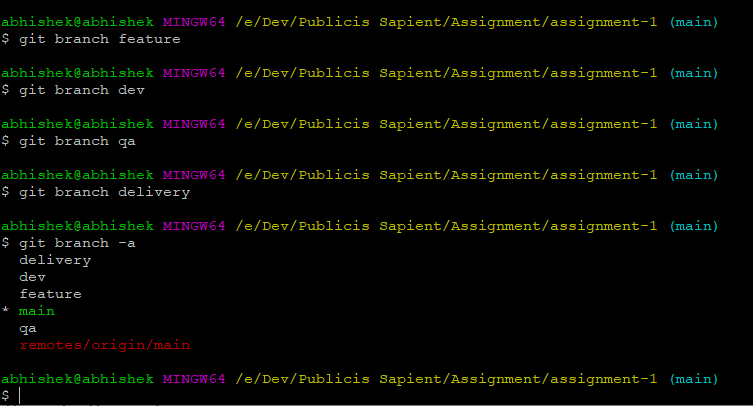 abhishek@abhishek MINGW64 /e/Dev/Publicis Sapient/Assignment/assignment-1 (main)
$ git branch feature
abhishek@abhishek MINGW64 /e/Dev/Publicis Sapient/Assignment/assignment-1 (main)
$ git branch dev
abhishek@abhishek MINGW64 /e/Dev/Publicis Sapient/Assignment/assignment-1 (main)
$ git branch qa
abhishek@abhishek MINGW64 /e/Dev/Publicis Sapient/Assignment/assignment-1 (main)
$ git branch delivery
abhishek@abhishek MINGW64 /e/Dev/Publicis Sapient/Assignment/assignment-1 (main)
$ git branch -a
  delivery
  dev
  feature
* main
  qa
  remotes/origin/main
abhishek@abhishek MINGW64 /e/Dev/Publicis Sapient/Assignment/assignment-1 (main)
$